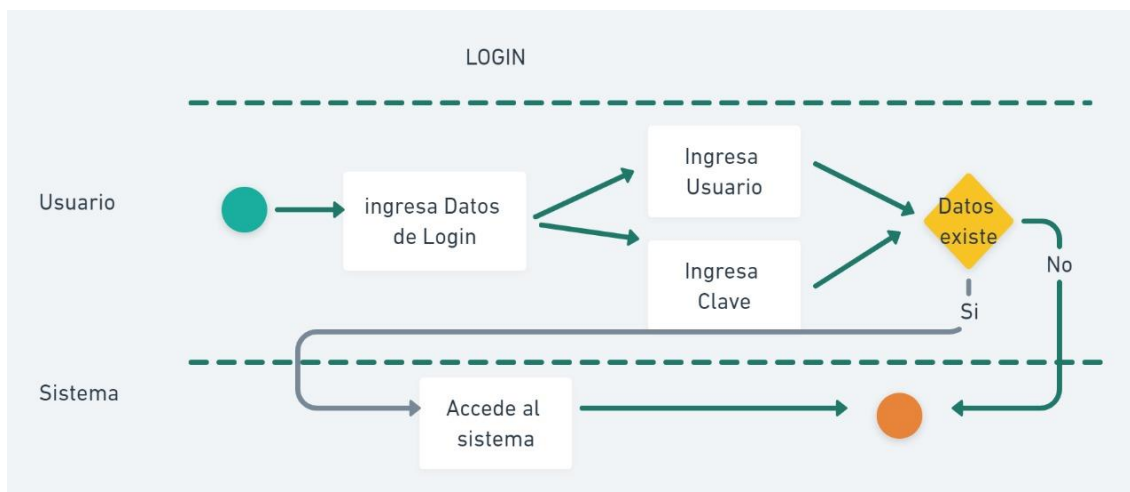 LOGIN
Usuario
ingresa Datos
de Login
Ingresa
Usuario
Ingresa
Clave
Datos
existe
No
Si
Sistema
Accede al
sistema